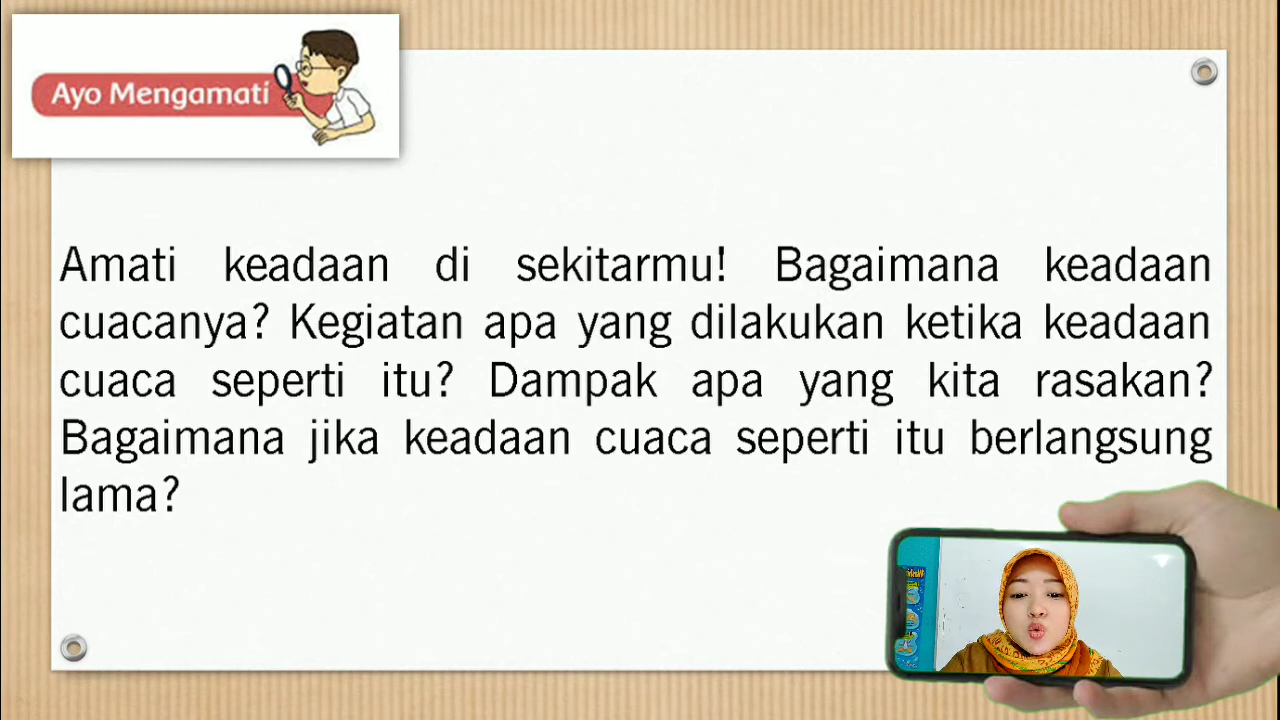 Ayo Mengamati
Amati keadaan di sekitarmu! Bagaimana keadaan
cuacanya? Kegiatan apa yang dilakukan ketika keadaan
cuaca seperti itu? Dampak apa yang kita rasakan?
Bagaimana jika keadaan cuaca seperti itu berlangsung
lama?